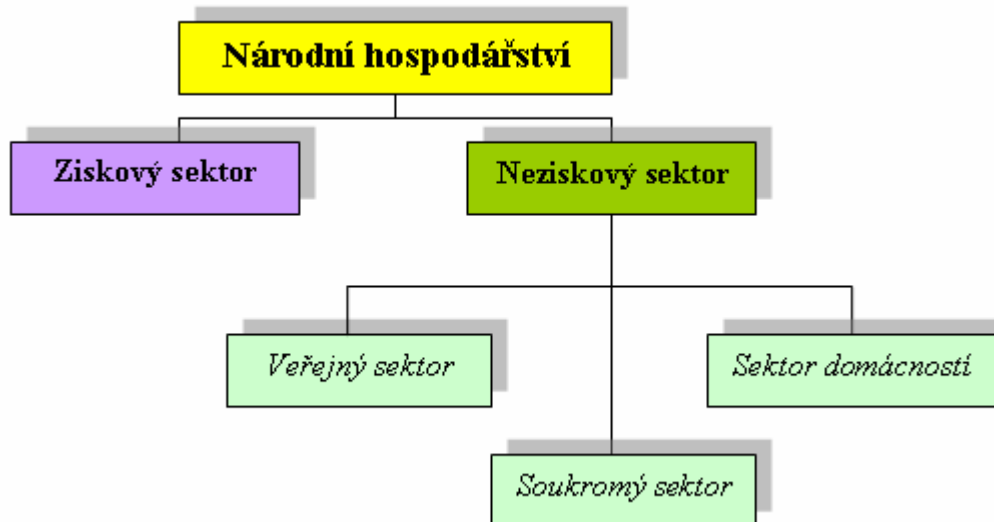 Národní hospodářství
Ziskový sektor
Neziskový sektor
Veřejný sektor
Sektor domácností
Soukromý sektor